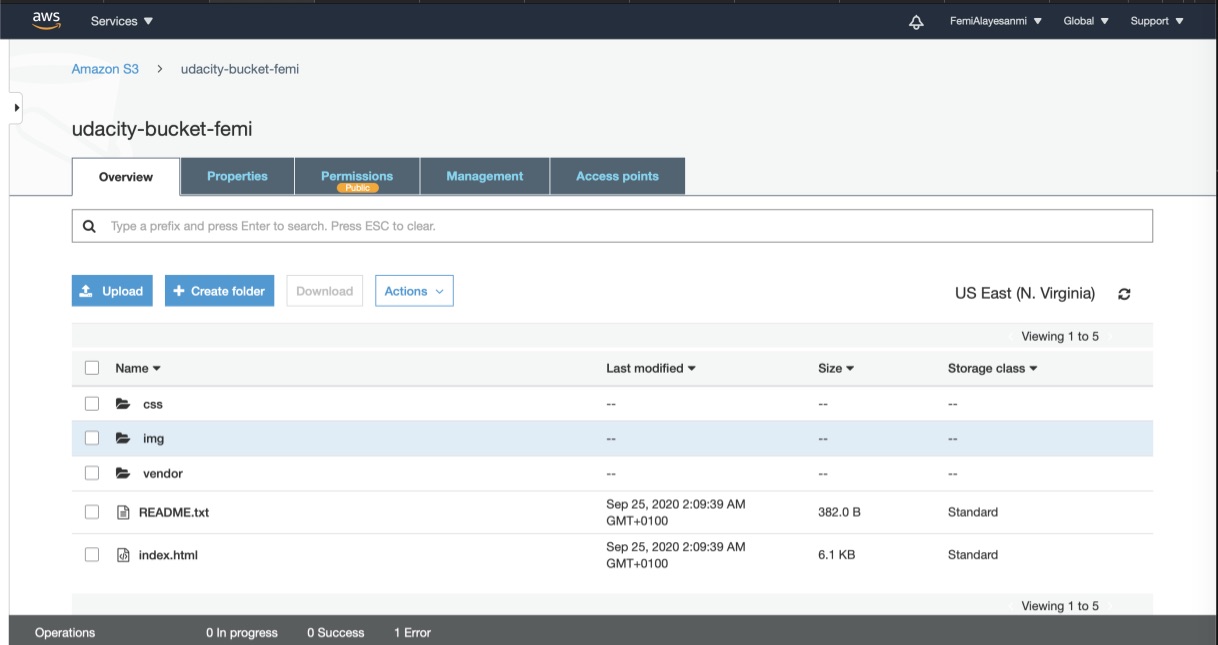 aws Services FemiAlayesanmi Global Support
Amazon S3 > udacity-bucket-femi
udacity-bucket-femi
Overview Properties Permissions Management Access points
Public
Type a prefix and press Enter to search. Press ESC to clear.
Upload + Create folder Download Actions US East (N. Virginia)
Viewing 1 to 5
Name Last modified Size Storage class
css -- -- --
img -- -- --
vendor -- -- --
README.txt Sep 25, 2020 2:09:39 AM 382.0 B Standard
GMT+0100
index.html Sep 25, 2020 2:09:39 AM 6.1 KB Standard
GMT+0100
Viewing 1 to 5
Operations 0 In progress 0 Success 1 Error